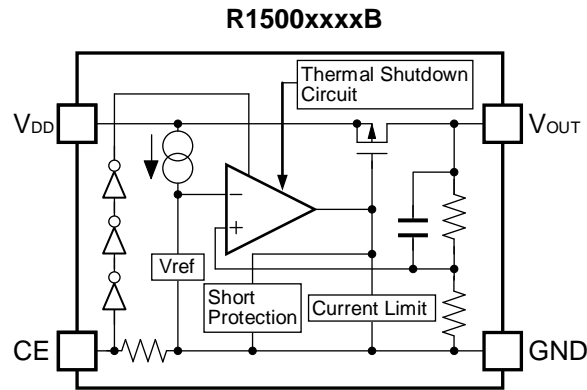 R1500xxxxB
Thermal Shutdown
Circuit
VDD
VOUT
−
+
Vref
Short
Protection
Current Limit
CE
GND